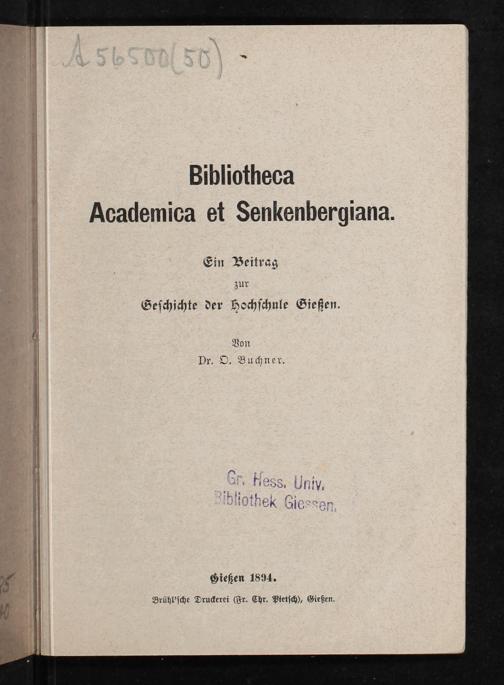 A 56500(50)
Bibliotheca
Academica et Senkenbergiana.
Ein Beitrag
zur
Geschichte der Hochschule Gießen.
Von
Dr. O. Buchner.
Gr. Hess. Univ.
Bibliothek Giessen.
Gießen 1894.
Brühl'sche Druckerei (Fr. Chr. Pietsch), Gießen.